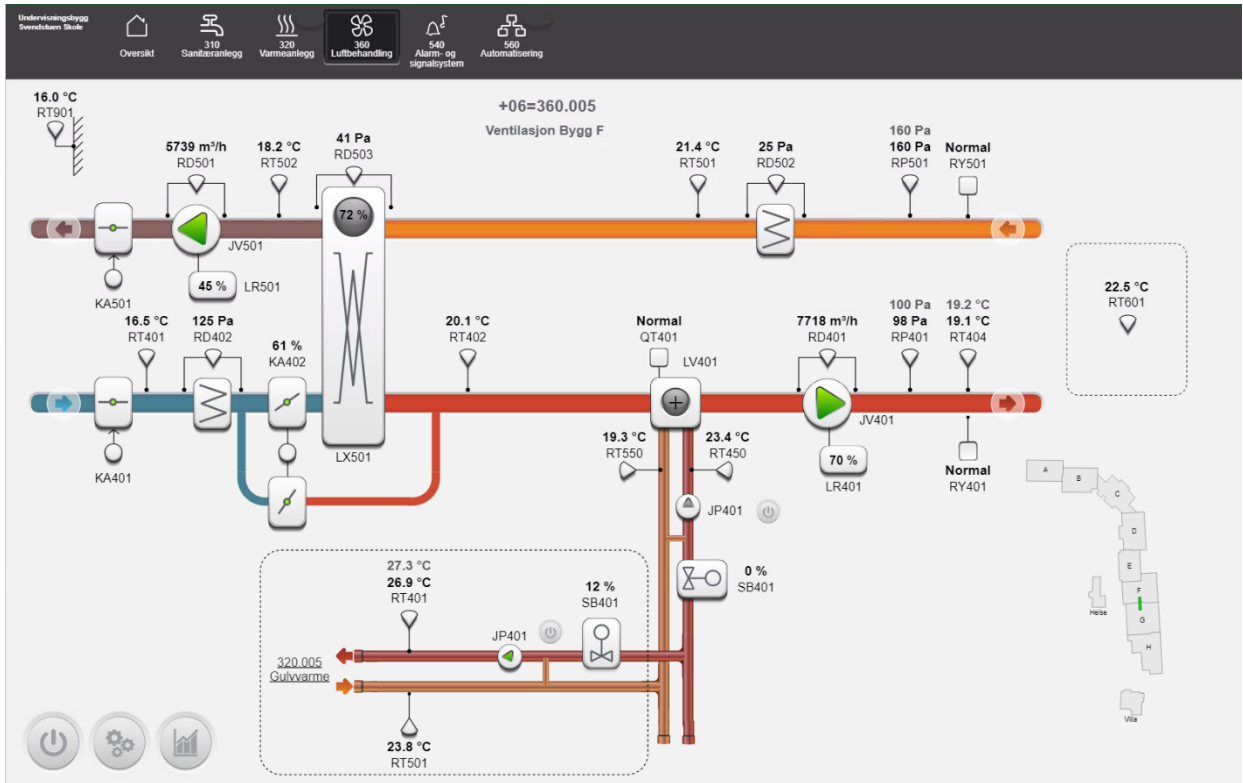 Undervisningsbygg
Svendstuen Skole
Oversikt
310
Sanitæranlegg
320
Varmeanlegg
360
Luftbehandling
540
Alarm- og
signalsystem
560
Automatisering
+06=360.005
Ventilasjon Bygg F
16.0 °C
RT901
5739 m³/h
RD501
18.2 °C
RT502
41 Pa
RD503
21.4 °C
RT501
25 Pa
RD502
160 Pa
160 Pa
RP501
Normal
RY501
72 %
JV501
45 %
LR501
KA501
22.5 °C
RT601
16.5 °C
RT401
125 Pa
RD402
61 %
KA402
20.1 °C
RT402
Normal
QT401
LV401
7718 m³/h
RD401
100 Pa
98 Pa
RP401
19.2 °C
19.1 °C
RT404
JV401
KA401
LX501
19.3 °C
RT550
23.4 °C
RT450
70 %
LR401
Normal
RY401
JP401
0 %
SB401
27.3 °C
26.9 °C
RT401
12 %
SB401
JP401
320.005
Gulvvarme
23.8 °C
RT501
A
B
C
D
E
F
G
H
Helse
Villa